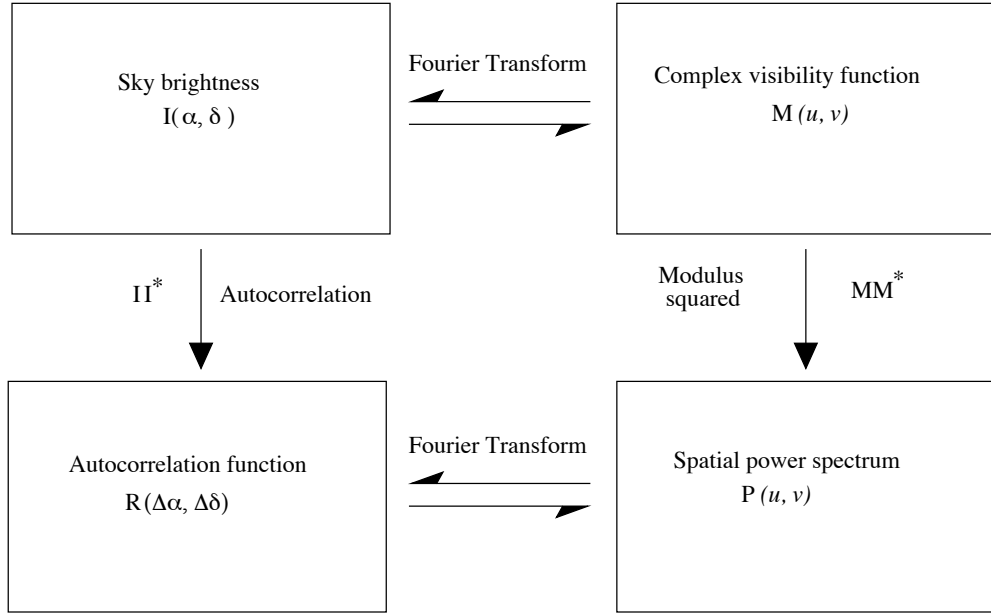 Sky brightness
I(α, δ)
Fourier Transform
Complex visibility function
M(u, v)
II*
Autocorrelation
Modulus
squared
MM*
Autocorrelation function
R(Δα, Δδ)
Fourier Transform
Spatial power spectrum
P(u, v)